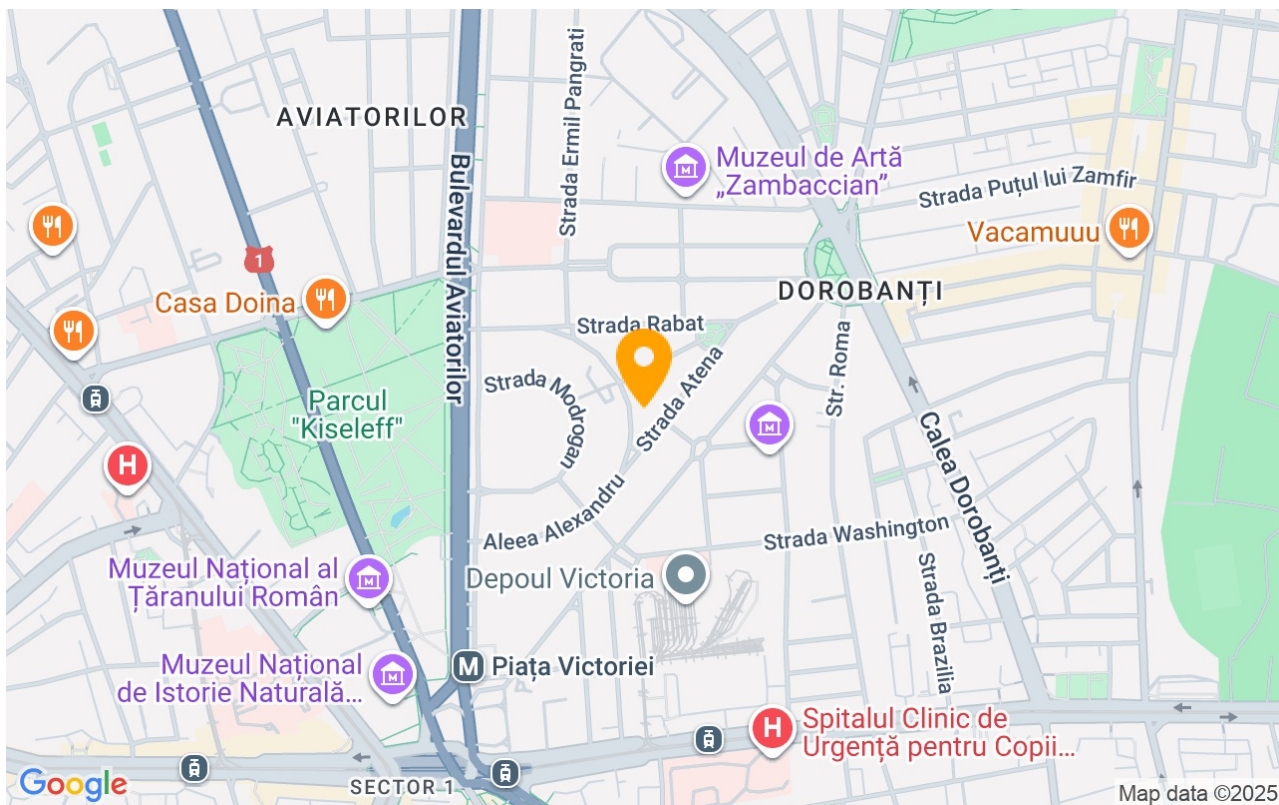 AVIATORILOR
Strada Ermil Pangrati
Bulevardul Aviatorilor
Muzeul de Artă
„Zambaccian”
Strada Puțul lui Zamfir
Vacamuuu
1
Casa Doina
DOROBANȚI
Strada Rabat
Strada Modrogan
Strada Atena
Str. Roma
Parcul
"Kiseleff"
H
Calea Dorobanți
Aleea Alexandru
Strada Washington
Muzeul Național al
Țăranului Român
Depoul Victoria
Strada Brazilia
M
Piața Victoriei
Muzeul Național
de Istorie Naturală...
H
Spitalul Clinic de
Urgență pentru Copii...
Google
SECTOR 1
Map data ©2025